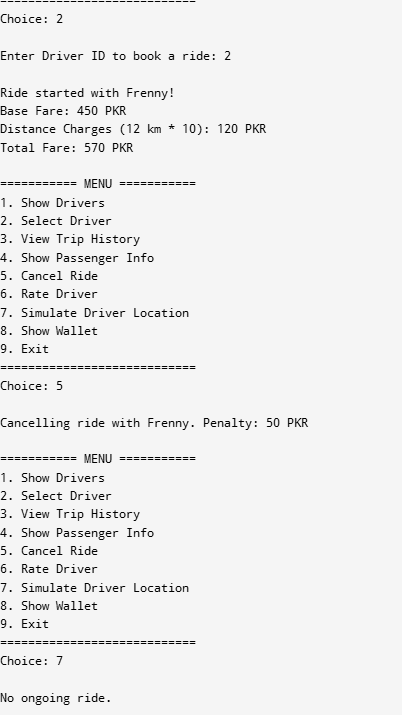 ============================
Choice: 2
Enter Driver ID to book a ride: 2
Ride started with Frenny!
Base Fare: 450 PKR
Distance Charges (12 km * 10): 120 PKR
Total Fare: 570 PKR
=========== MENU ===========
1. Show Drivers
2. Select Driver
3. View Trip History
4. Show Passenger Info
5. Cancel Ride
6. Rate Driver
7. Simulate Driver Location
8. Show Wallet
9. Exit
============================
Choice: 5
Cancelling ride with Frenny. Penalty: 50 PKR
=========== MENU ===========
1. Show Drivers
2. Select Driver
3. View Trip History
4. Show Passenger Info
5. Cancel Ride
6. Rate Driver
7. Simulate Driver Location
8. Show Wallet
9. Exit
============================
Choice: 7
No ongoing ride.